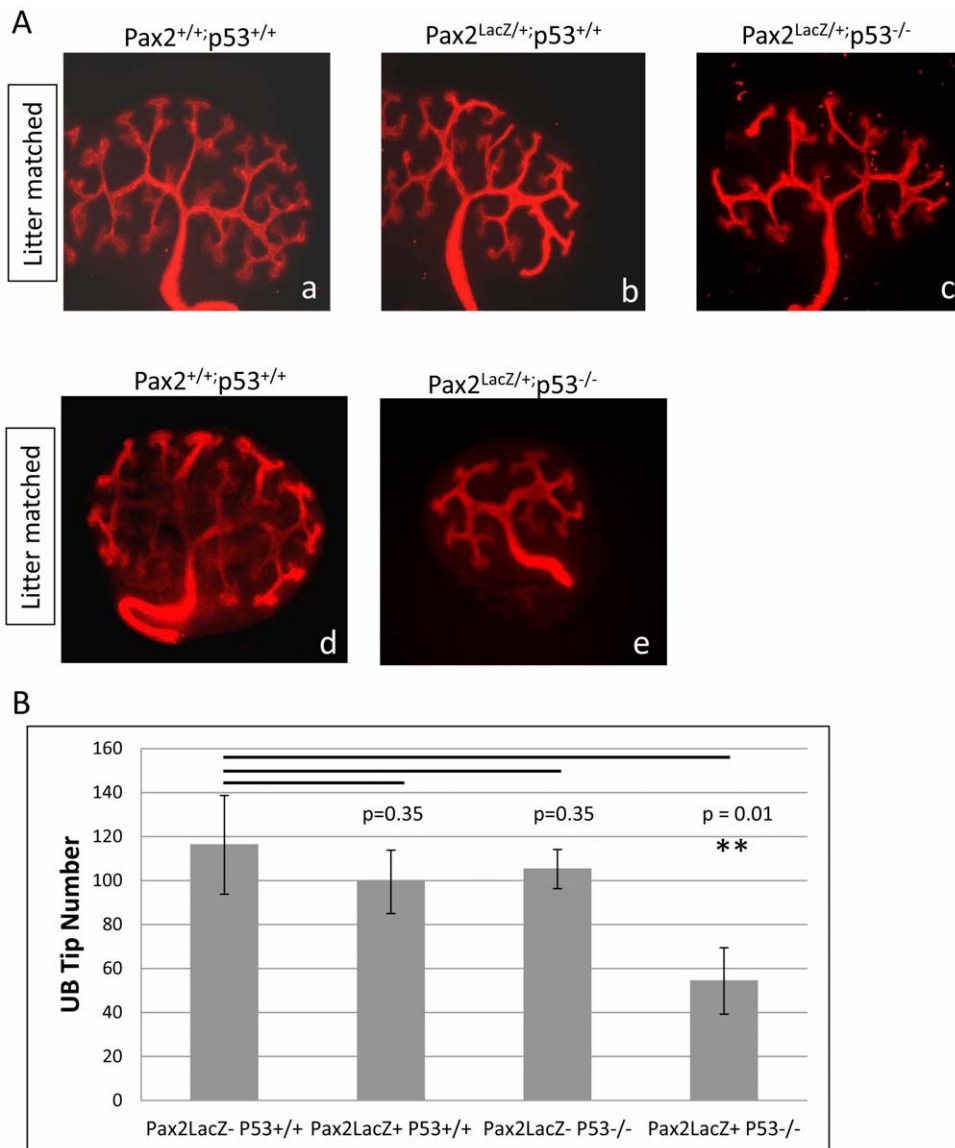 A
Pax2+/+;p53+/+ Pax2LacZ/+;p53+/+ Pax2LacZ/+;p53-/-
Litter matched
a b c
Pax2+/+;p53+/+ Pax2LacZ/+;p53-/-
Litter matched
d e
B
160
140
120
100
80
60
40
20
0
UB Tip Number
p=0.35 p=0.35 p = 0.01
**
Pax2LacZ- P53+/+ Pax2LacZ+ P53+/+ Pax2LacZ- P53-/- Pax2LacZ+ P53-/-